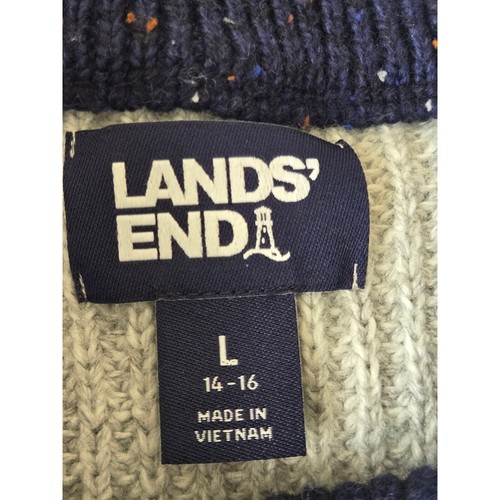 LANDS'
END
L
14-16
MADE IN
VIETNAM